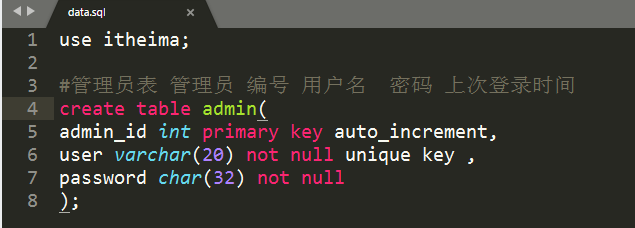 data.sql ×
1 use itheima;
2
3 #管理员表 管理员 编号 用户名  密码 上次登录时间
4 create table admin(
5 admin_id int primary key auto_increment,
6 user varchar(20) not null unique key ,
7 password char(32) not null
8 );